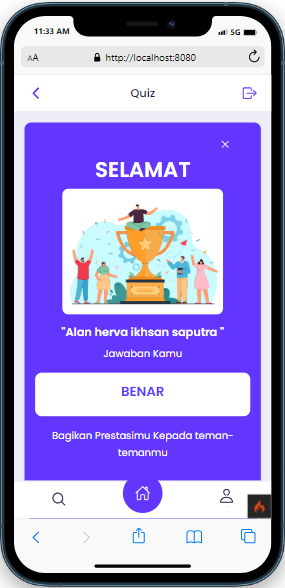 11:33 AM
5G
AA
http://localhost:8080
Quiz
SELAMAT
"Alan herva ikhsan saputra "
Jawaban Kamu
BENAR
Bagikan Prestasimu Kepada teman-
temanmu